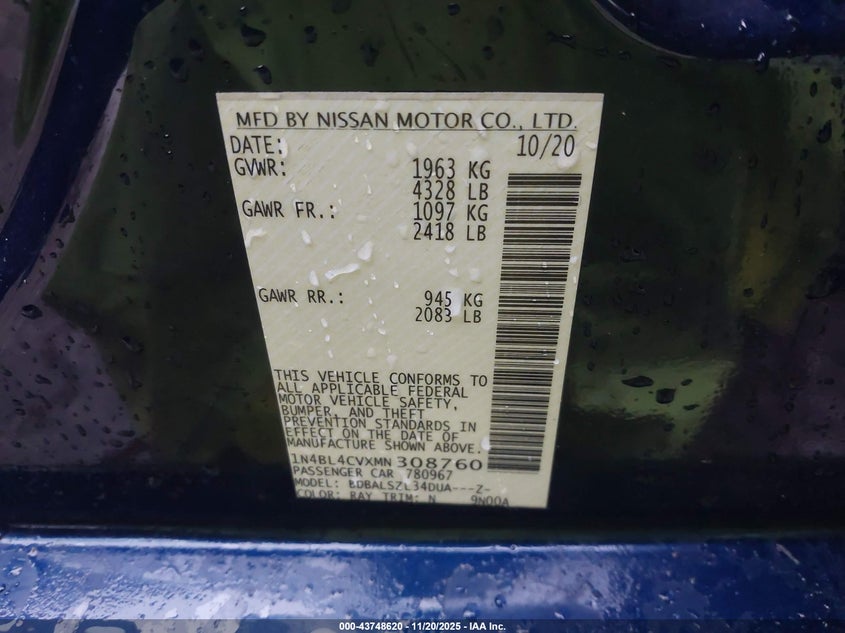 MFD BY NISSAN MOTOR CO., LTD.
DATE: 10/20
GVWR: 1963 KG
4328 LB
GAWR FR.: 1097 KG
2418 LB
GAWR RR.: 945 KG
2083 LB
THIS VEHICLE CONFORMS TO
ALL APPLICABLE FEDERAL
MOTOR VEHICLE SAFETY,
BUMPER, AND THEFT
PREVENTION STANDARDS IN
EFFECT ON THE DATE OF
MANUFACTURE SHOWN ABOVE.
1N4BL4CVXMN308760
PASSENGER CAR 780967
MODEL: BDBALSZL34DUA---Z-
COLOR: RAY TRIM: N 9N00A
000-43748620 - 11/20/2025 - IAA Inc.